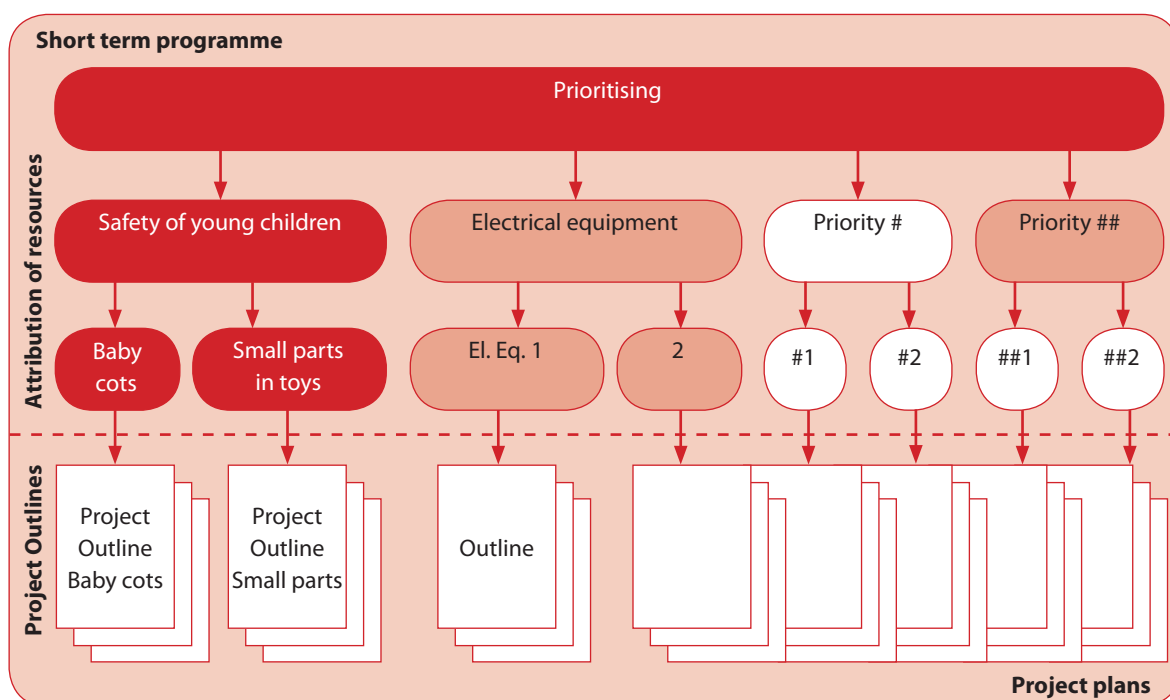 Short term programme
Prioritising
Attribution of resources
Safety of young children
Electrical equipment
Priority #
Priority ##
Baby
cots
Small parts
in toys
El. Eq. 1
2
#1
#2
##1
##2
Project Outlines
Project
Outline
Baby cots
Project
Outline
Small parts
Outline
Project plans